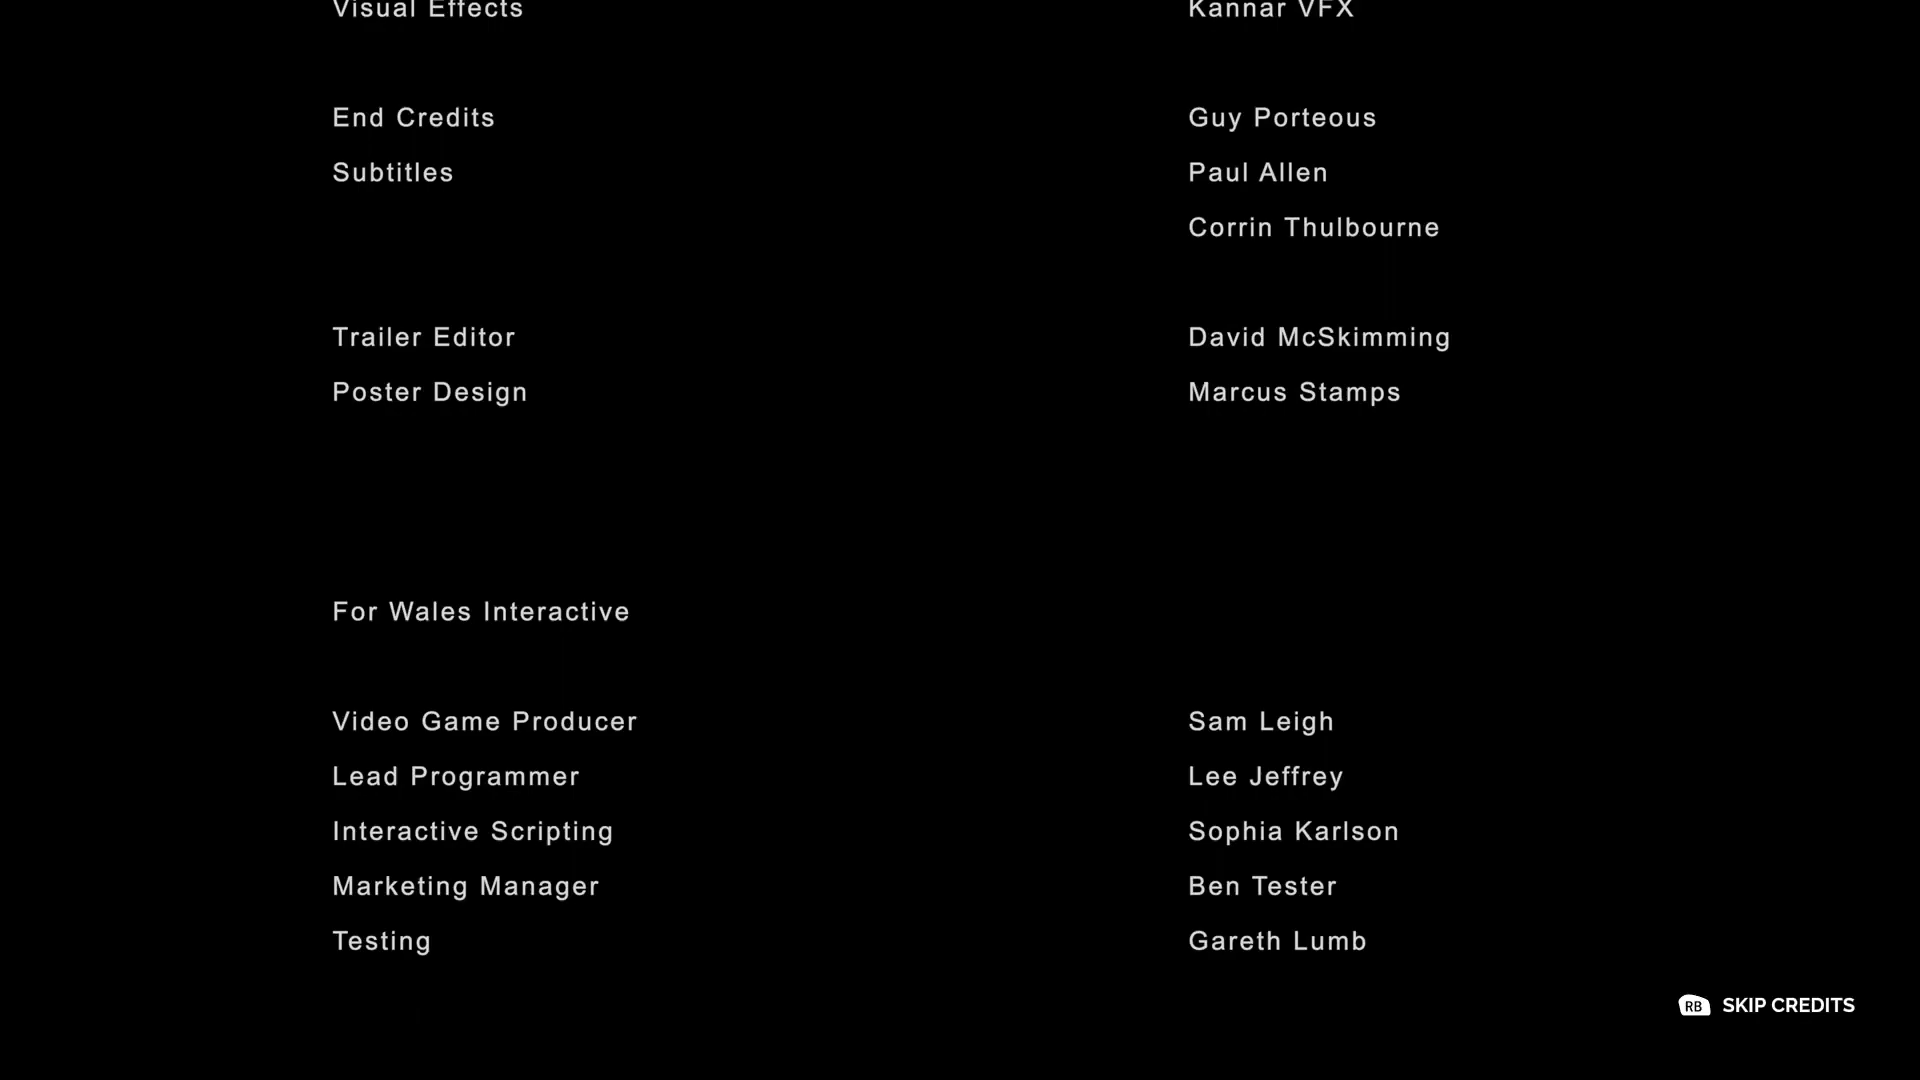 Visual Effects Kannar VFX
End Credits Guy Porteous
Subtitles Paul Allen
Corrin Thulbourne
Trailer Editor David McSkimming
Poster Design Marcus Stamps
For Wales Interactive
Video Game Producer Sam Leigh
Lead Programmer Lee Jeffrey
Interactive Scripting Sophia Karlson
Marketing Manager Ben Tester
Testing Gareth Lumb
RB SKIP CREDITS